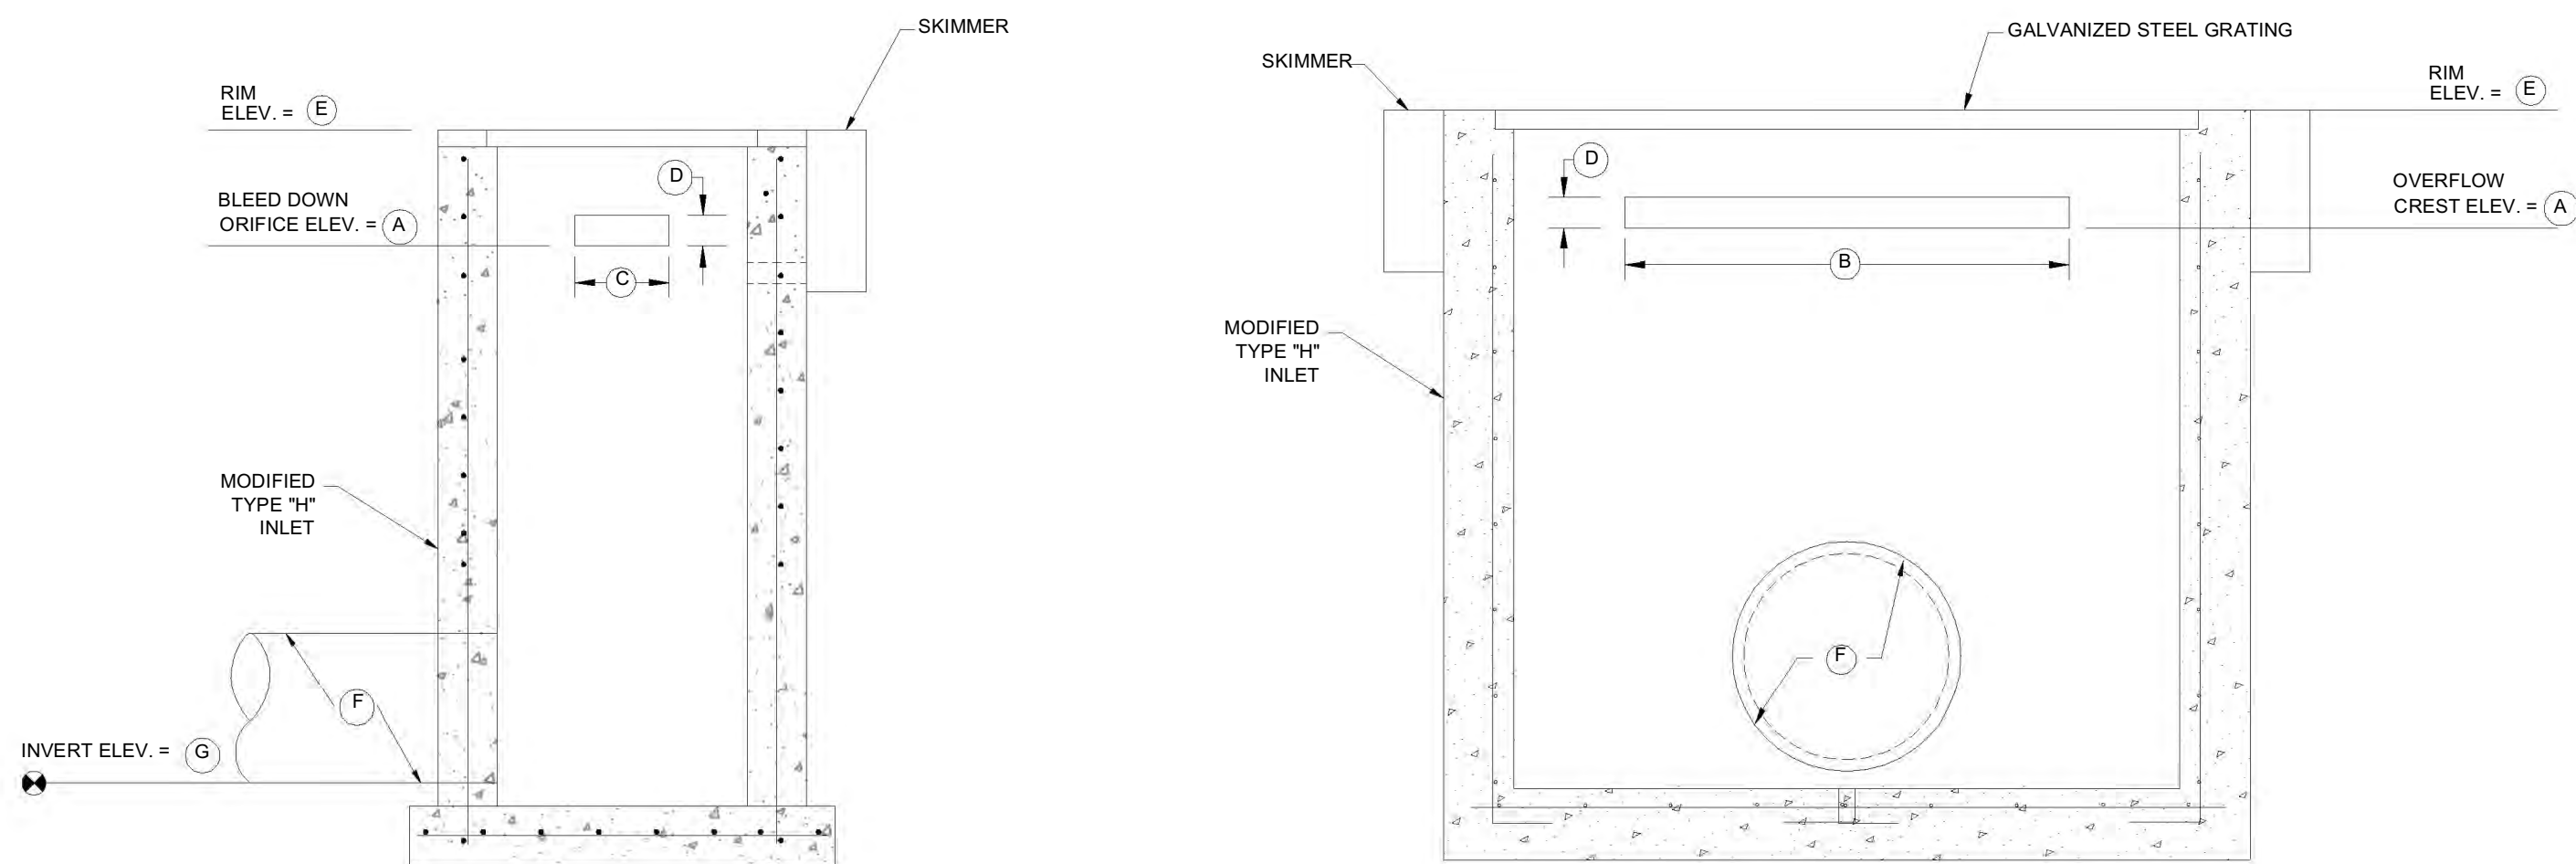 SKIMMER
RIM
ELEV. = E
D
BLEED DOWN
ORIFICE ELEV. = A
C
MODIFIED
TYPE "H"
INLET
F
INVERT ELEV. = G
GALVANIZED STEEL GRATING
SKIMMER
RIM
ELEV. = E
D
OVERFLOW
CREST ELEV. = A
B
MODIFIED
TYPE "H"
INLET
F